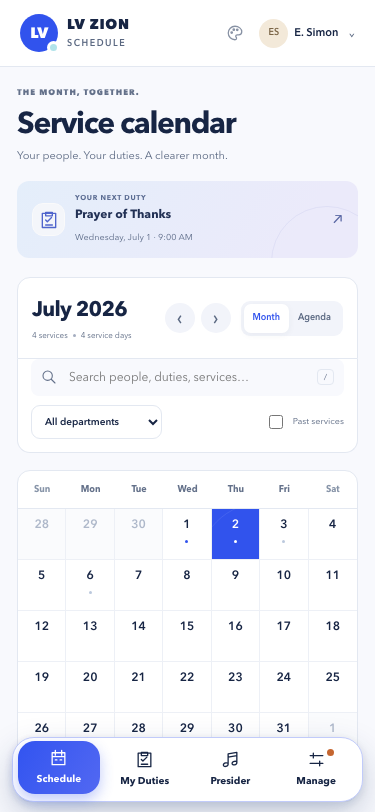 LV
LV ZION
SCHEDULE
ES
E. Simon
THE MONTH, TOGETHER.
Service calendar
Your people. Your duties. A clearer month.
YOUR NEXT DUTY
Prayer of Thanks
Wednesday, July 1 · 9:00 AM
July 2026
4 services • 4 service days
Month
Agenda
Search people, duties, services…
/
All departments
Past services
Sun Mon Tue Wed Thu Fri Sat
28 29 30 1 2 3 4
5 6 7 8 9 10 11
12 13 14 15 16 17 18
19 20 21 22 23 24 25
26 27 28 29 30 31 1
Schedule
My Duties
Presider
Manage